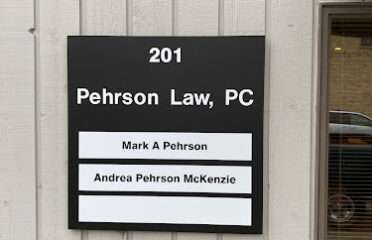 201
Pehrson Law, PC
Mark A Pehrson
Andrea Pehrson McKenzie